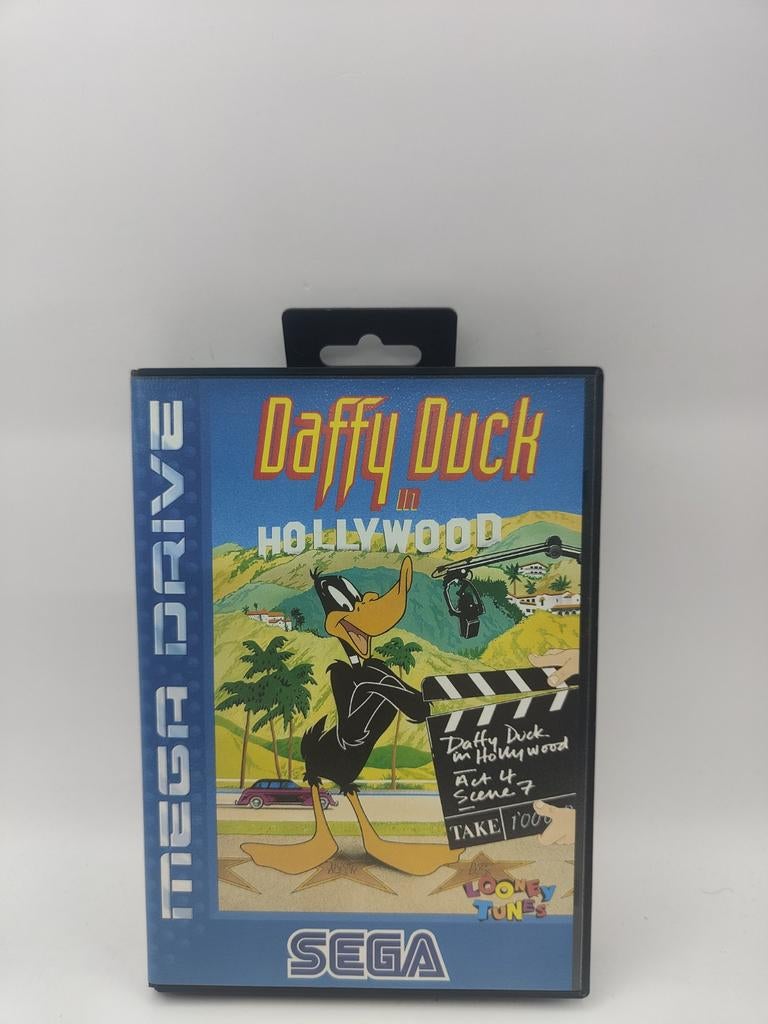 MEGA DRIVE
Daffy Duck
in
HOLLYWOOD
Daffy Duck
in Hollywood
Act 4
Scene 7
TAKE
LOONEY
TUNES
SEGA